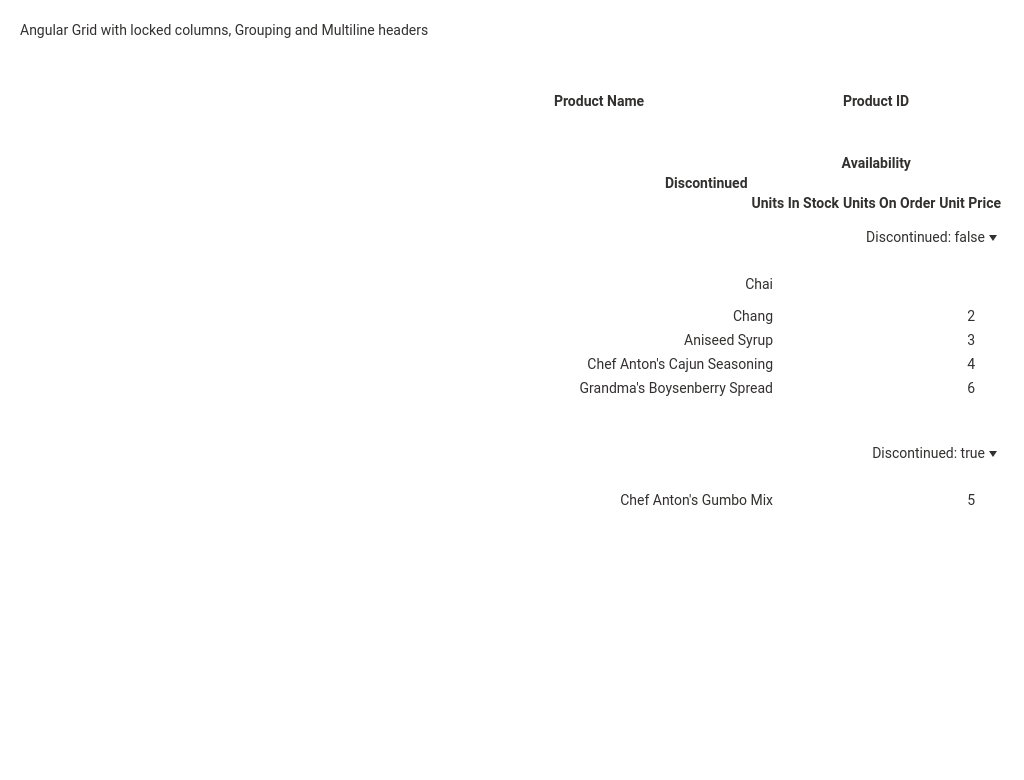 Angular Grid with locked columns, Grouping and Multiline headers
Product Name Product ID
Availability
Discontinued
Units In Stock Units On Order Unit Price
Discontinued: false
Chai
Chang 2
Aniseed Syrup 3
Chef Anton's Cajun Seasoning 4
Grandma's Boysenberry Spread 6
Discontinued: true
Chef Anton's Gumbo Mix 5